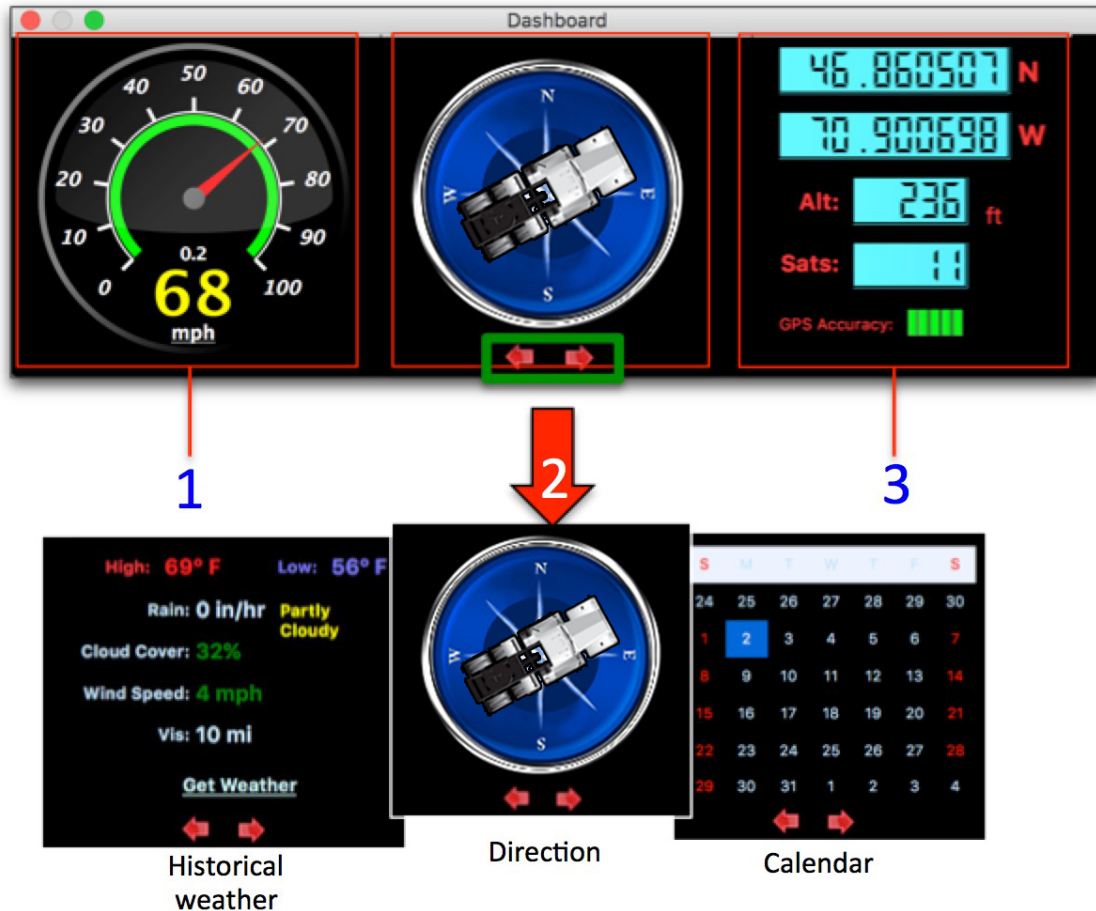 Dashboard
50
40
60
30
70
20
80
10
90
0
100
0.2
68
mph
N
W
E
S
46.860507 N
70.900698 W
Alt: 236 ft
Sats: 11
GPS Accuracy:
1
2
3
High: 69° F Low: 56° F
Rain: 0 in/hr Partly
Cloudy
Cloud Cover: 32%
Wind Speed: 4 mph
Vis: 10 mi
Get Weather
Historical
weather
N
W
E
S
Direction
S M T W T F S
24 25 26 27 28 29 30
1 2 3 4 5 6 7
8 9 10 11 12 13 14
15 16 17 18 19 20 21
22 23 24 25 26 27 28
29 30 31 1 2 3 4
Calendar